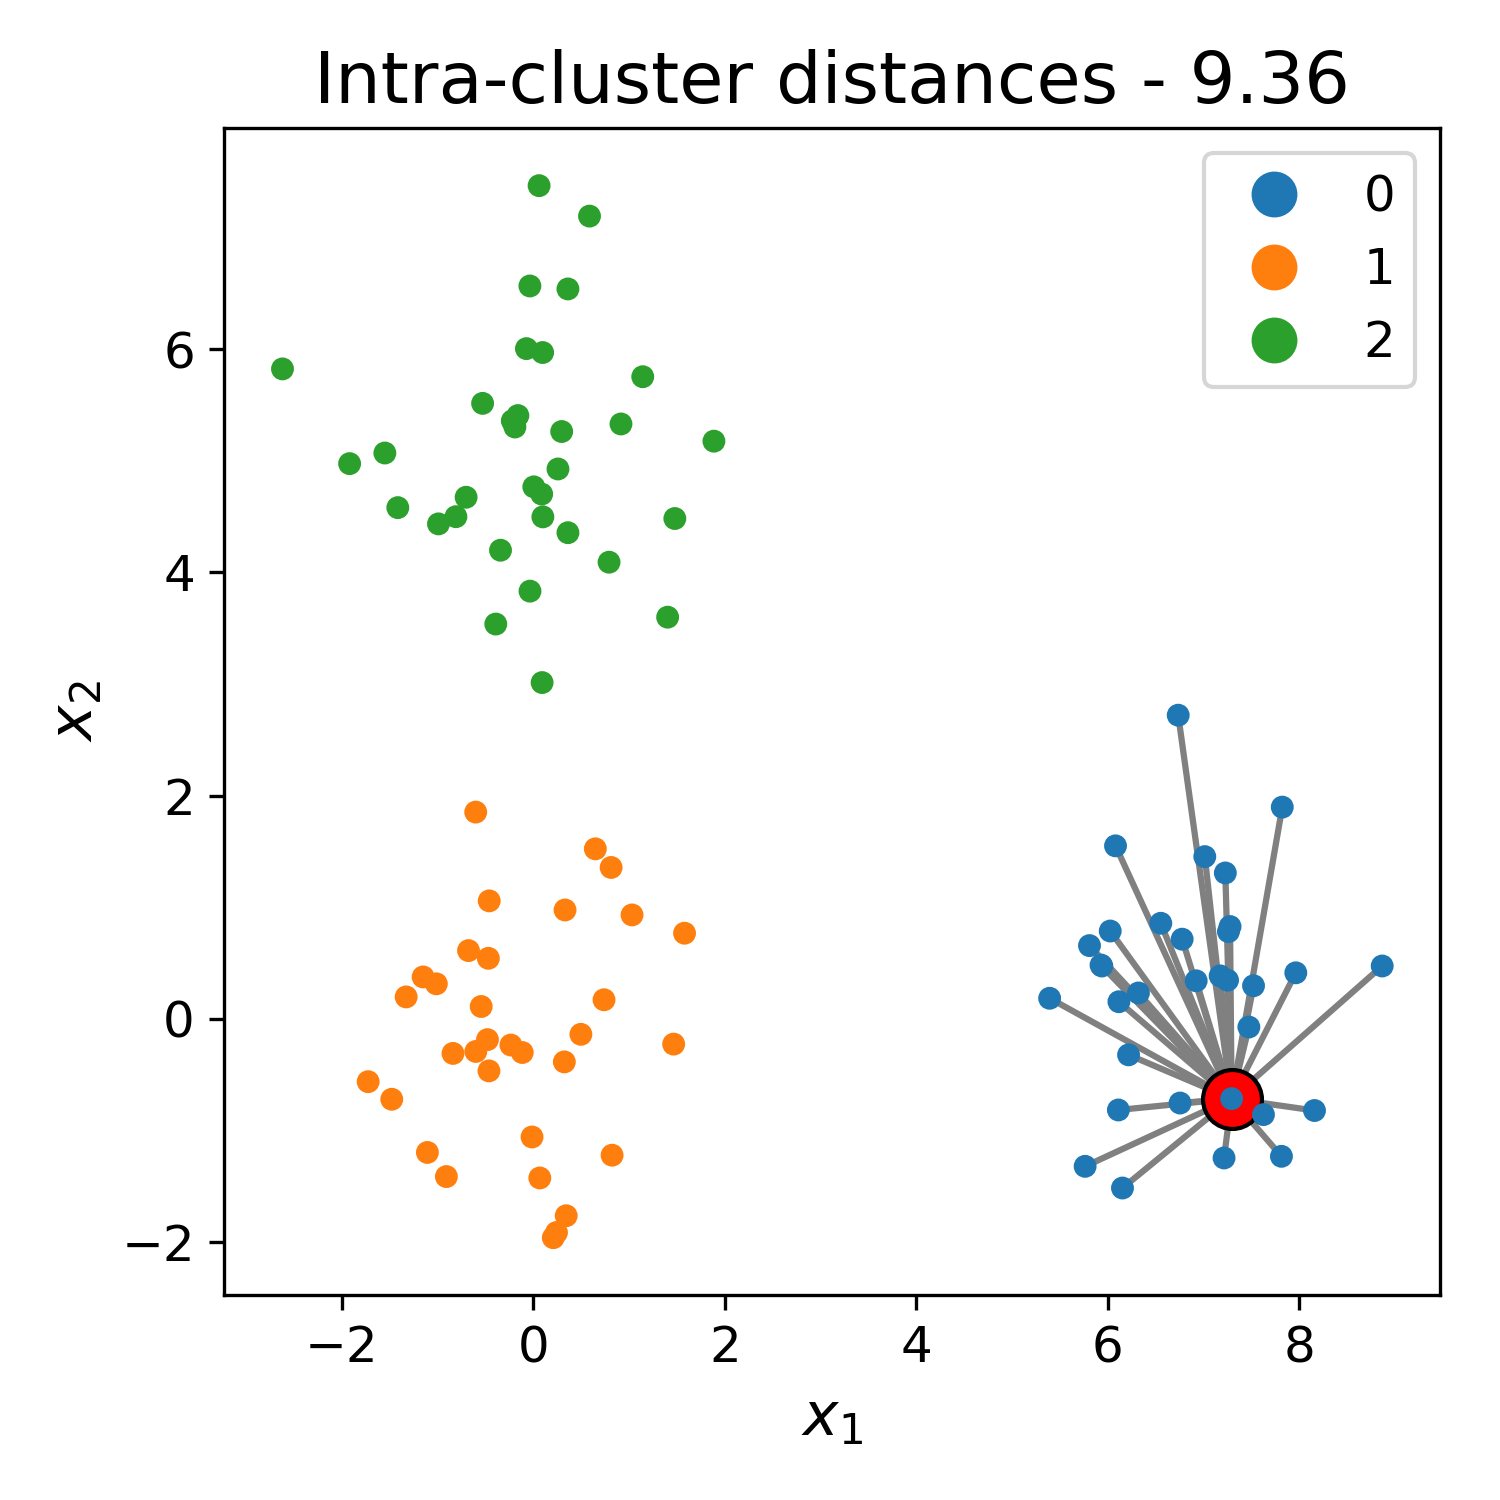 Intra-cluster distances - 9.36
0
1
2
6
4
2
0
−2
x₂
−2 0 2 4 6 8
x₁